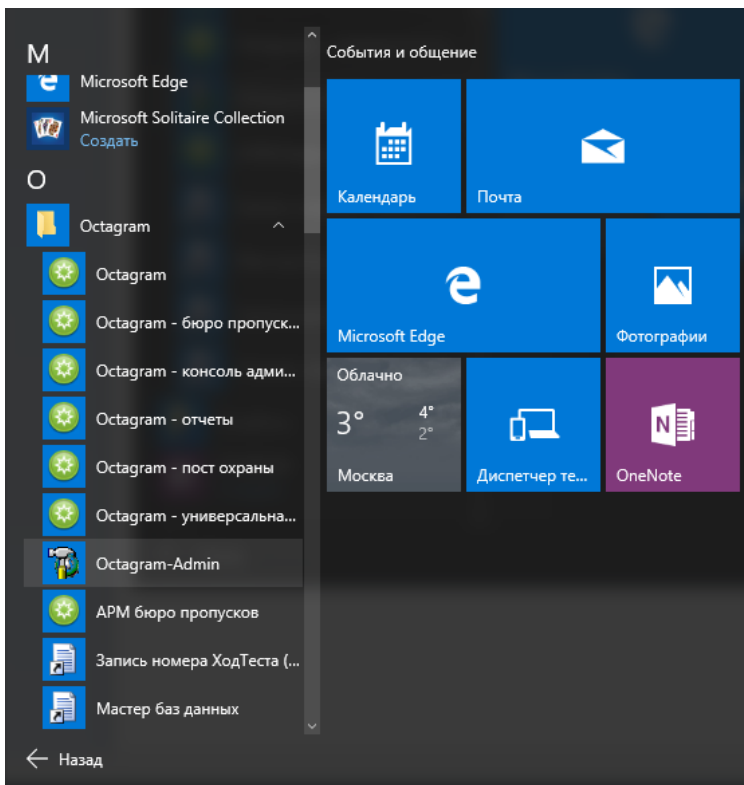 M
Microsoft Edge
Microsoft Solitaire Collection
Создать
O
Octagram
Octagram
Octagram - бюро пропуск...
Octagram - консоль адми...
Octagram - отчеты
Octagram - пост охраны
Octagram - универсальна...
Octagram-Admin
АРМ бюро пропусков
Запись номера ХодТеста (...
Мастер баз данных
Назад
События и общение
Календарь
Почта
Microsoft Edge
Фотографии
Облачно
3° 4°
2°
Москва
Диспетчер те...
OneNote